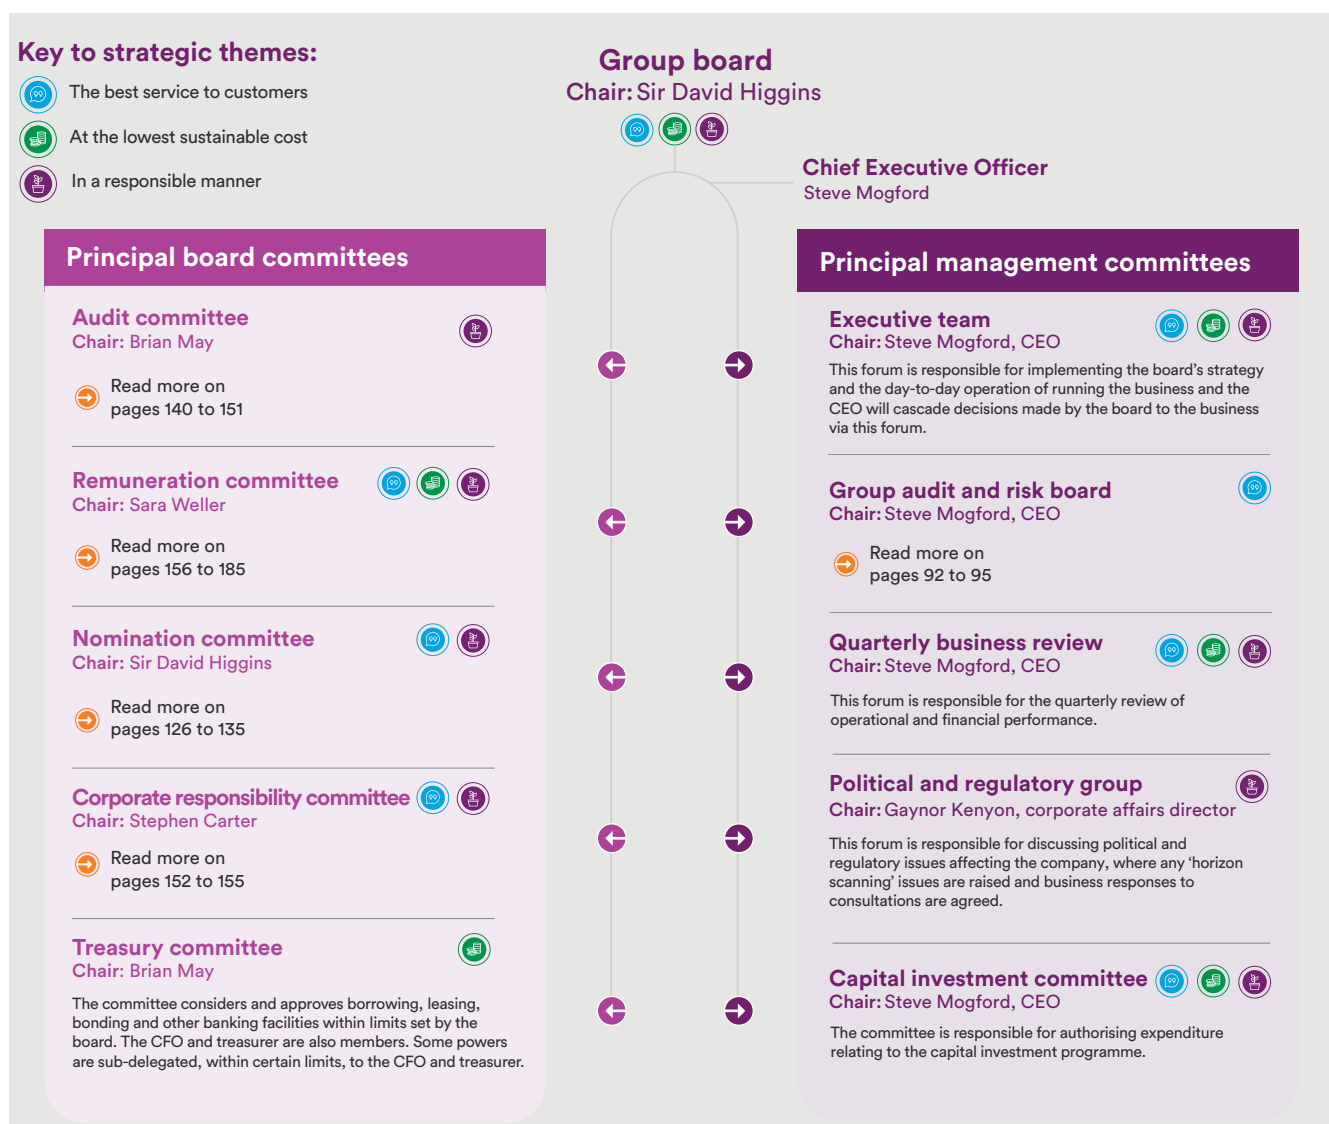 Key to strategic themes:
The best service to customers
At the lowest sustainable cost
In a responsible manner
Group board
Chair: Sir David Higgins
Chief Executive Officer
Steve Mogford
Principal board committees
Audit committee
Chair: Brian May
Read more on
pages 140 to 151
Remuneration committee
Chair: Sara Weller
Read more on
pages 156 to 185
Nomination committee
Chair: Sir David Higgins
Read more on
pages 126 to 135
Corporate responsibility committee
Chair: Stephen Carter
Read more on
pages 152 to 155
Treasury committee
Chair: Brian May
The committee considers and approves borrowing, leasing,
bonding and other banking facilities within limits set by the
board. The CFO and treasurer are also members. Some powers
are sub-delegated, within certain limits, to the CFO and treasurer.
Principal management committees
Executive team
Chair: Steve Mogford, CEO
This forum is responsible for implementing the board’s strategy
and the day-to-day operation of running the business and the
CEO will cascade decisions made by the board to the business
via this forum.
Group audit and risk board
Chair: Steve Mogford, CEO
Read more on
pages 92 to 95
Quarterly business review
Chair: Steve Mogford, CEO
This forum is responsible for the quarterly review of
operational and financial performance.
Political and regulatory group
Chair: Gaynor Kenyon, corporate affairs director
This forum is responsible for discussing political and
regulatory issues affecting the company, where any ‘horizon
scanning’ issues are raised and business responses to
consultations are agreed.
Capital investment committee
Chair: Steve Mogford, CEO
The committee is responsible for authorising expenditure
relating to the capital investment programme.